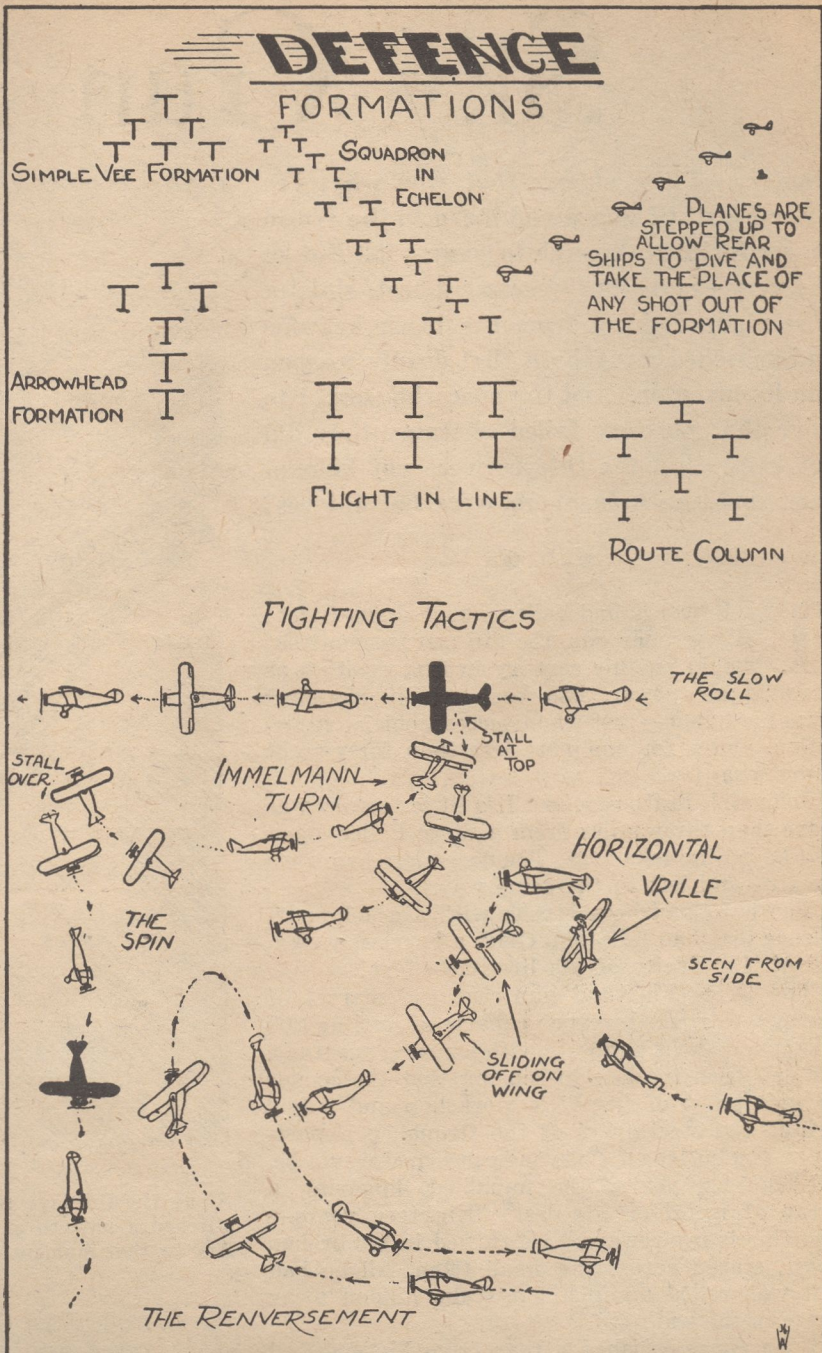 DEFENCE
FORMATIONS
SIMPLE VEE FORMATION
SQUADRON
IN
ECHELON
PLANES ARE
STEPPED UP TO
ALLOW REAR
SHIPS TO DIVE AND
TAKE THE PLACE OF
ANY SHOT OUT OF
THE FORMATION
ARROWHEAD
FORMATION
FLIGHT IN LINE.
ROUTE COLUMN
FIGHTING TACTICS
THE SLOW
ROLL
STALL
AT
TOP
STALL
OVER
IMMELMANN
TURN
HORIZONTAL
VRILLE
THE
SPIN
SEEN FROM
SIDE
SLIDING
OFF ON
WING
THE RENVERSEMENT